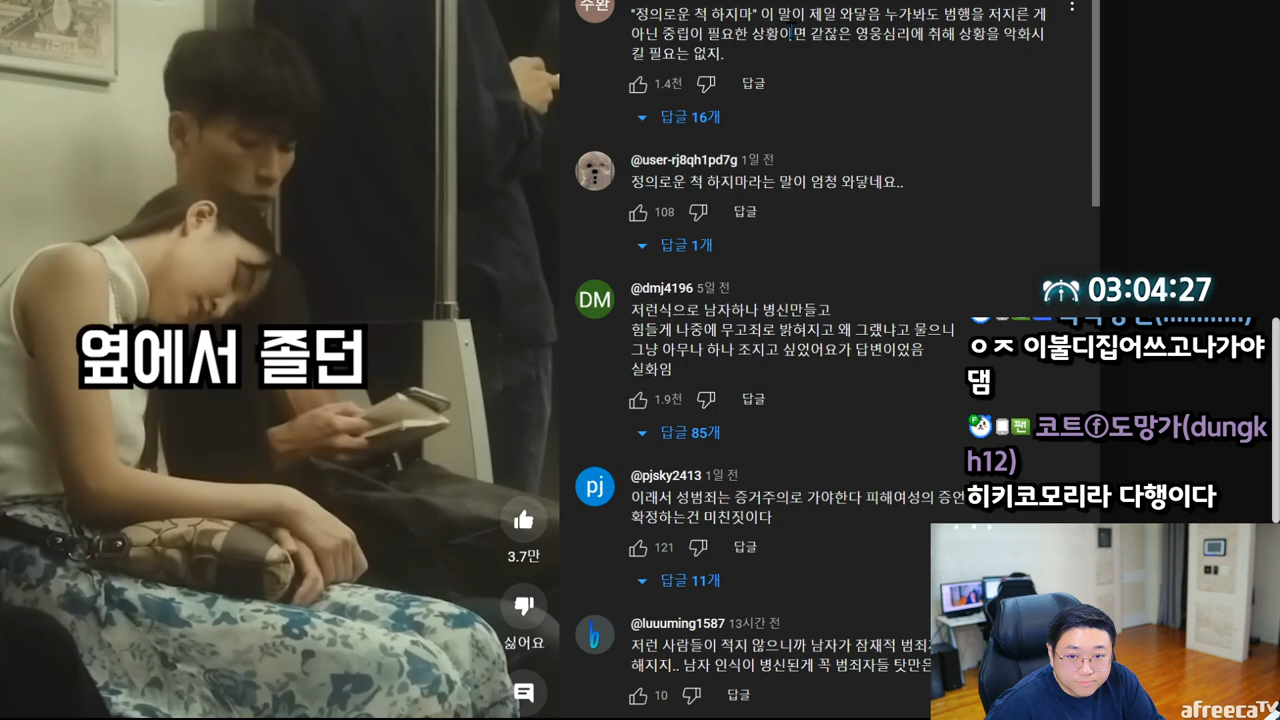 주환
"정의로운 척 하지마" 이 말이 제일 와닿음 누가봐도 범행을 저지른 게
아닌 중립이 필요한 상황이면 같잖은 영웅심리에 취해 상황을 악화시
킬 필요는 없지.
1.4천 답글
답글 16개
@user-rj8qh1pd7g 1일 전
정의로운 척 하지마라는 말이 엄청 와닿네요..
108 답글
답글 1개
DM
@dmj4196 5일 전
저런식으로 남자하나 병신만들고
힘들게 나중에 무고죄로 밝혀지고 왜 그랬냐고 물으니
그냥 아무나 하나 조지고 싶었어요가 답변이었음
실화임
1.9천 답글
답글 85개
pj
@pjsky2413 1일 전
이래서 성범죄는 증거주의로 가야한다 피해여성의 증언
확정하는건 미친짓이다
121 답글
답글 11개
b
@luuuming1587 13시간 전
저런 사람들이 적지 않으니까 남자가 잠재적 범죄
해지지.. 남자 인식이 병신된게 꼭 범죄자들 탓만은
10 답글
옆에서 졸던
3.7만
싫어요
03:04:27
ㅇㅈ 이불디집어쓰고나가야
댐
팬 코트ⓕ도망가(dungk
h12)
히키코모리라 다행이다
afreecaTV